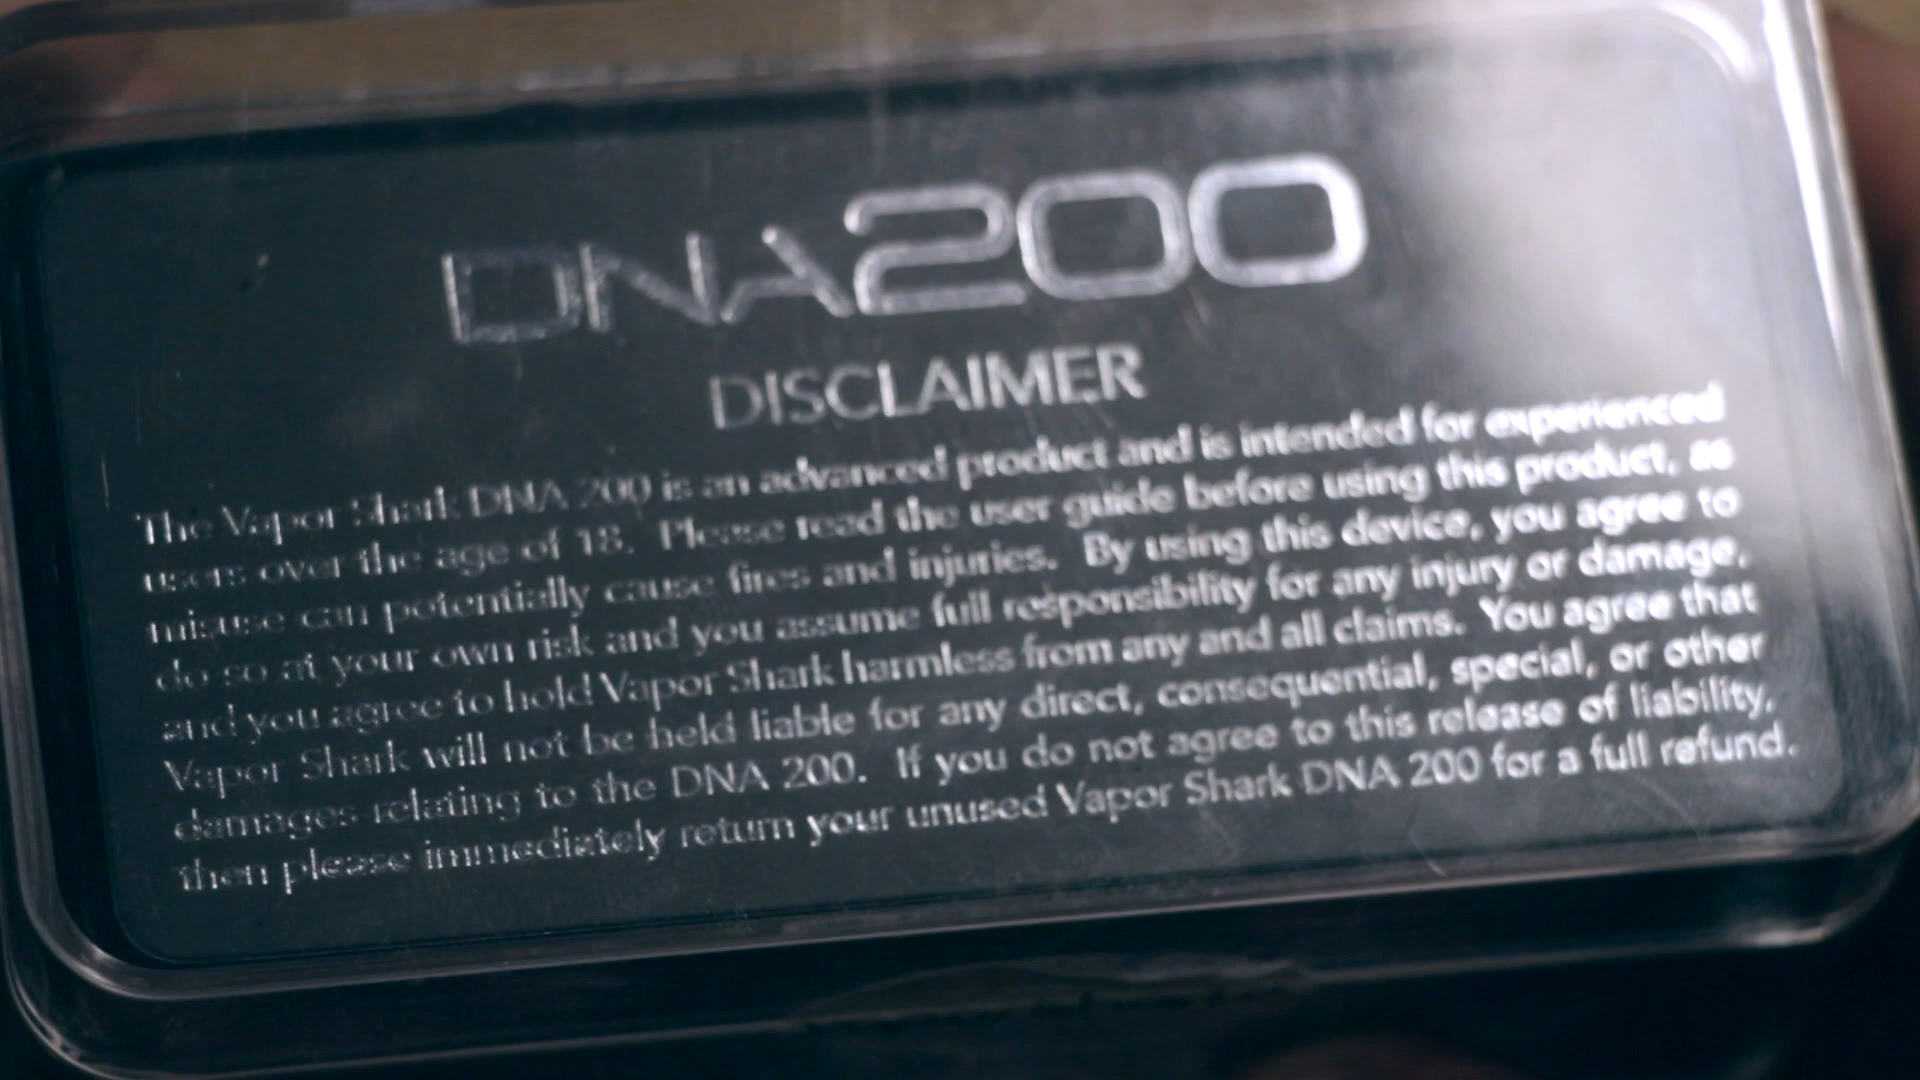 DNA200
DISCLAIMER
The Vapor Shark DNA 200 is an advanced product and is intended for experienced
users over the age of 18. Please read the user guide before using this product, as
misuse can potentially cause fires and injuries. By using this device, you agree to
do so at your own risk and you assume full responsibility for any injury or damage,
and you agree to hold Vapor Shark harmless from any and all claims. You agree that
Vapor Shark will not be held liable for any direct, consequential, special, or other
damages relating to the DNA 200. If you do not agree to this release of liability,
then please immediately return your unused Vapor Shark DNA 200 for a full refund.